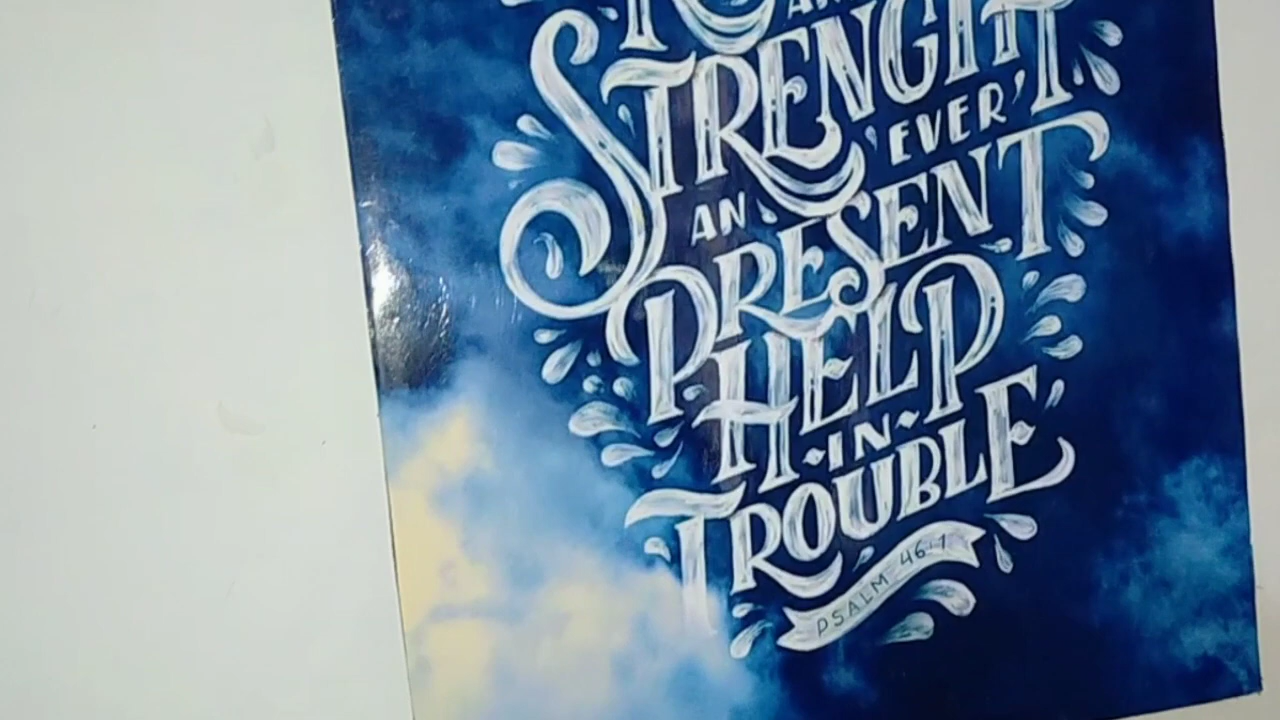 STRENGTH
AN EVER'
PRESENT
HELP
·IN·
TROUBLE
PSALM 46:1